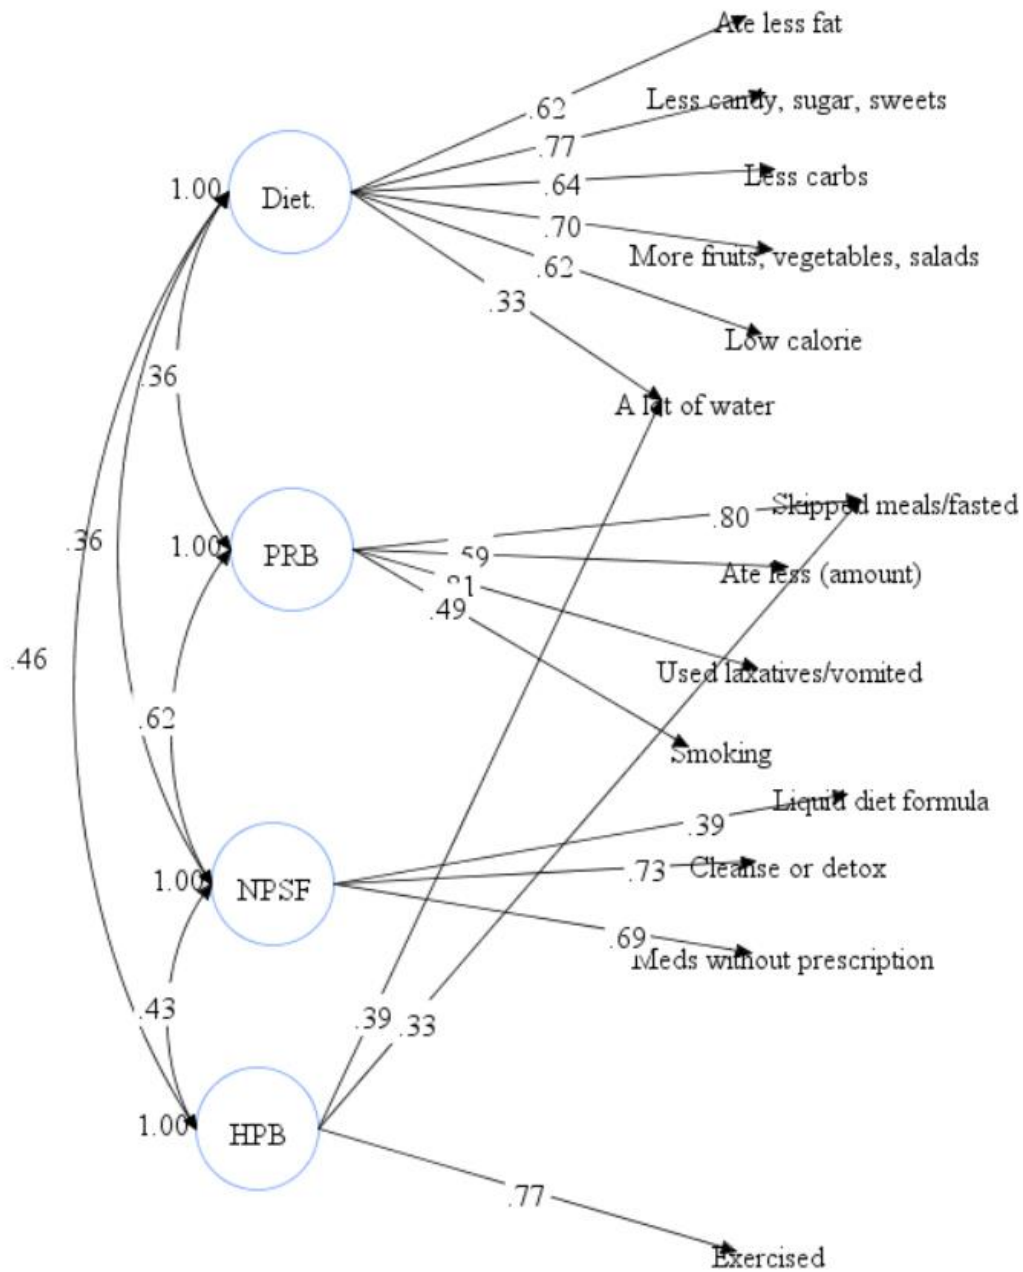 Ate less fat
.62
Less candy, sugar, sweets
.77
1.00
Diet.
.64
Less carbs
.70
More fruits, vegetables, salads
.62
.33
Low calorie
.36
A lot of water
Skipped meals/fasted
.80
.36
1.00
PRB
.59
Ate less (amount)
.49
.46
Used laxatives/vomited
.62
Smoking
Liquid diet formula
.39
1.00
NPSF
.73
Cleanse or detox
.69
Meds without prescription
.43
.39
.33
1.00
HPB
.77
Exercised